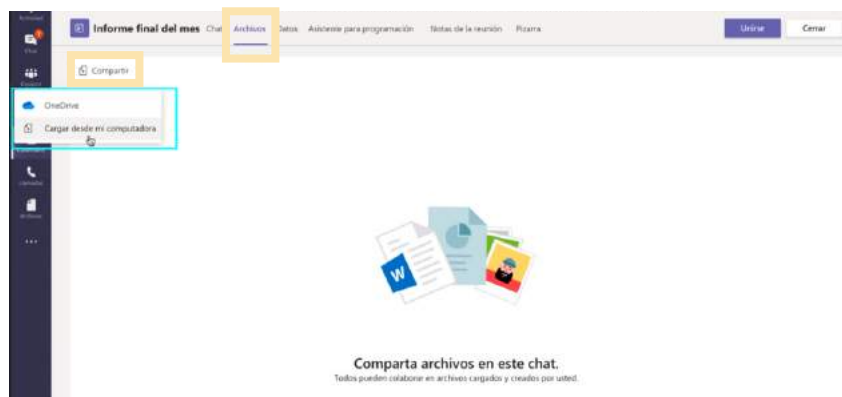 Informe final del mes Chat Archivos Datos Asistente para programación Notas de la reunión Pizarra Unirse Cerrar
Chat
Compartir
OneDrive
Cargar desde mi computadora
Llamadas
Archivos
W
Comparta archivos en este chat.
Todos pueden colaborar en archivos cargados y creados por usted.